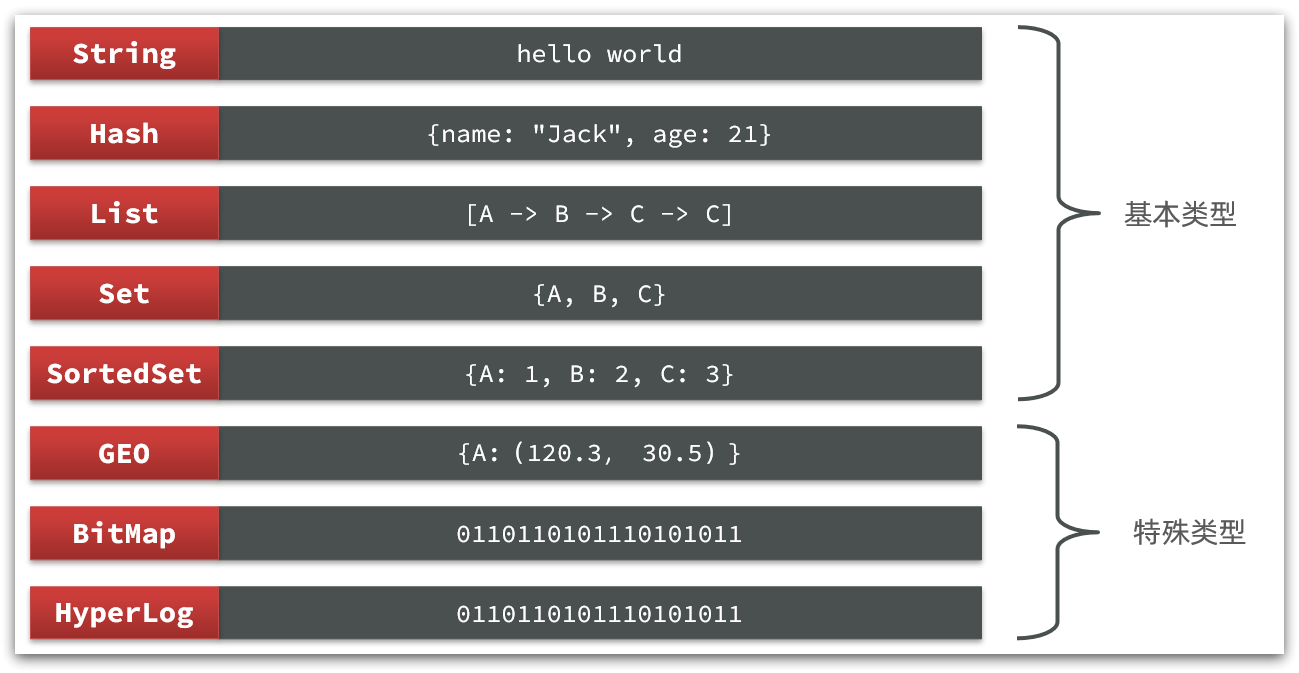 String hello world
Hash {name: "Jack", age: 21}
List [A -> B -> C -> C]
基本类型
Set {A, B, C}
SortedSet {A: 1, B: 2, C: 3}
GEO {A:（120.3， 30.5）}
BitMap 0110110101110101011
特殊类型
HyperLog 0110110101110101011